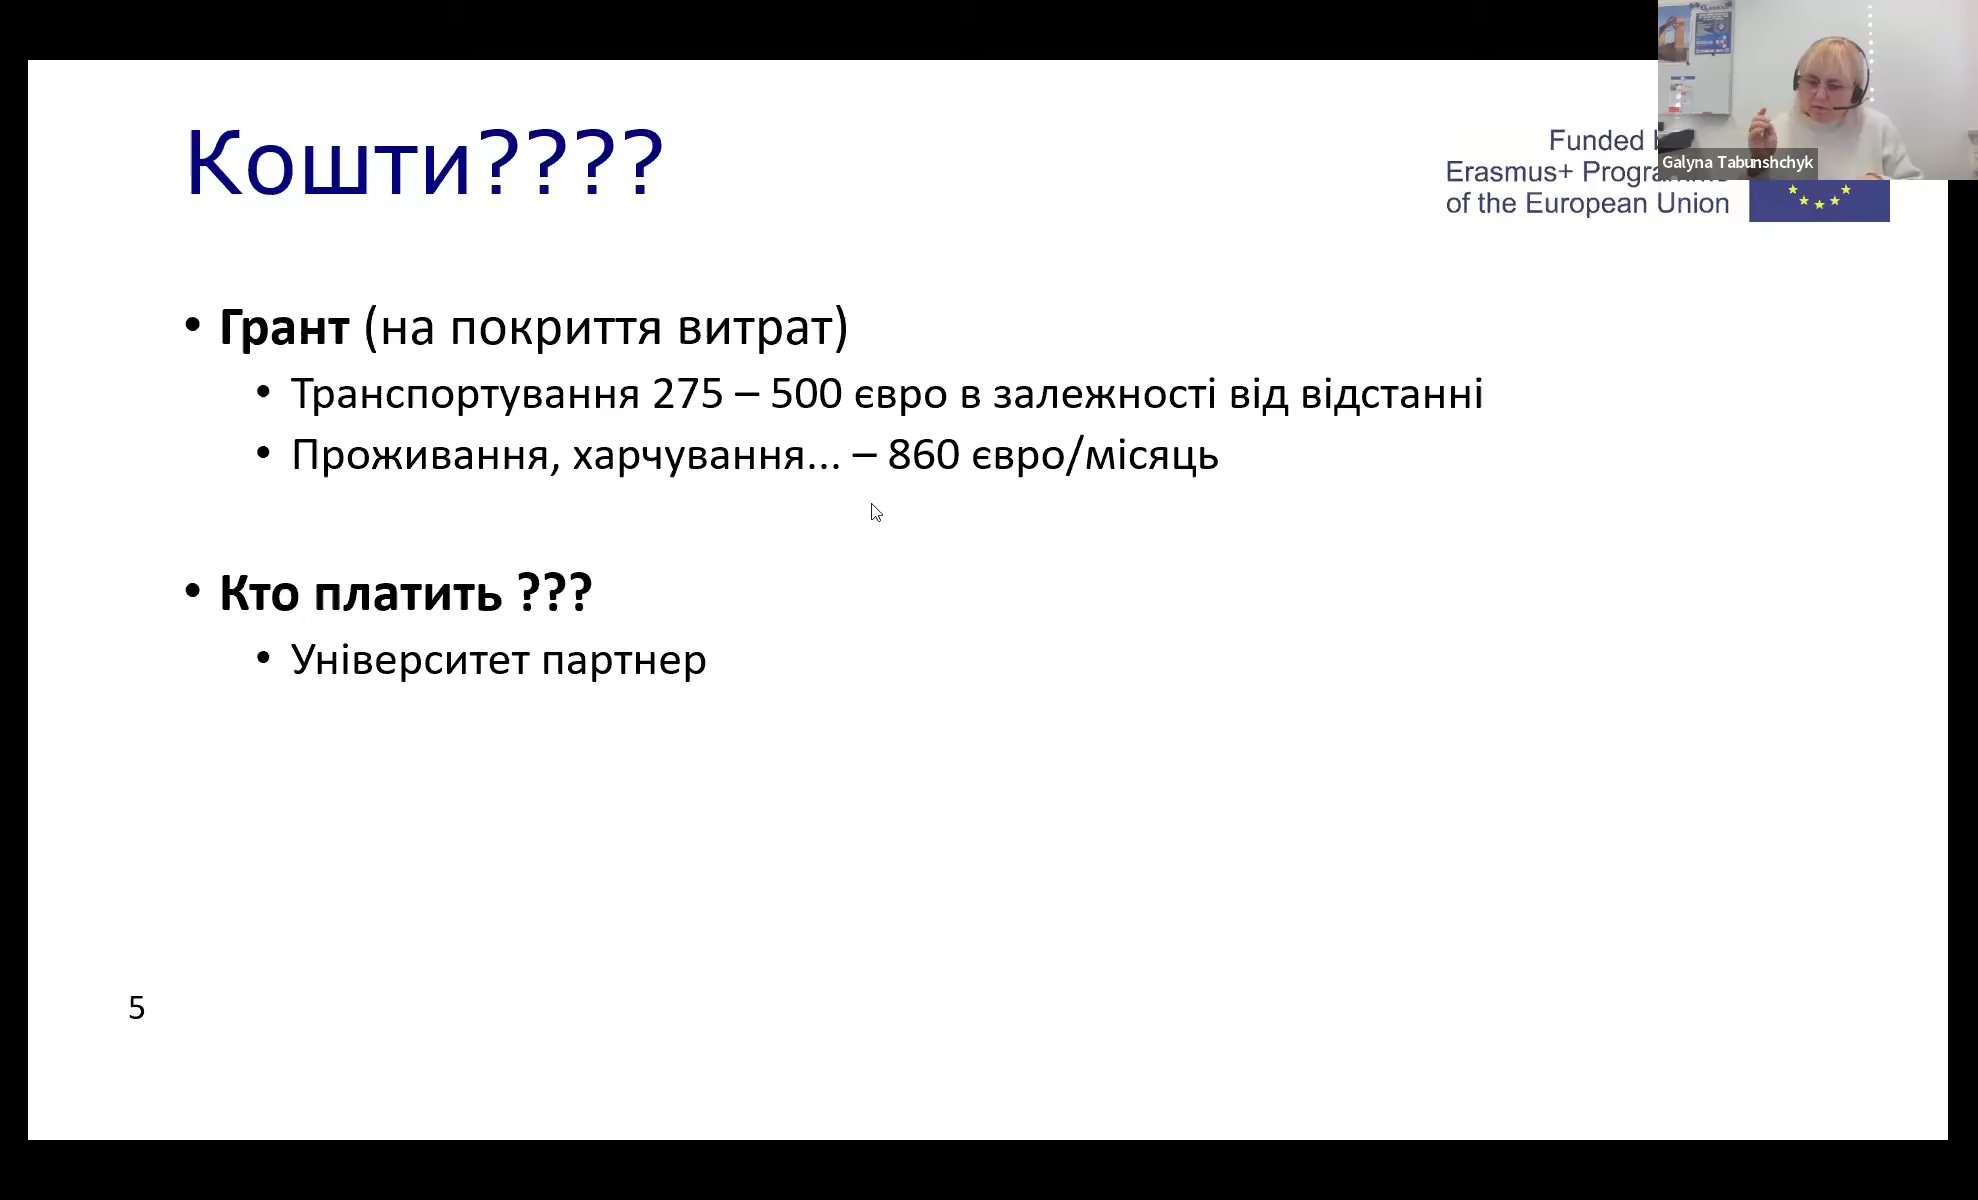 Кошти????
Funded
Erasmus+ Programme
of the European Union
Galyna Tabunshchyk
• Грант (на покриття витрат)
• Транспортування 275 – 500 євро в залежності від відстанні
• Проживання, харчування... – 860 євро/місяць
• Кто платить ???
• Університет партнер
5